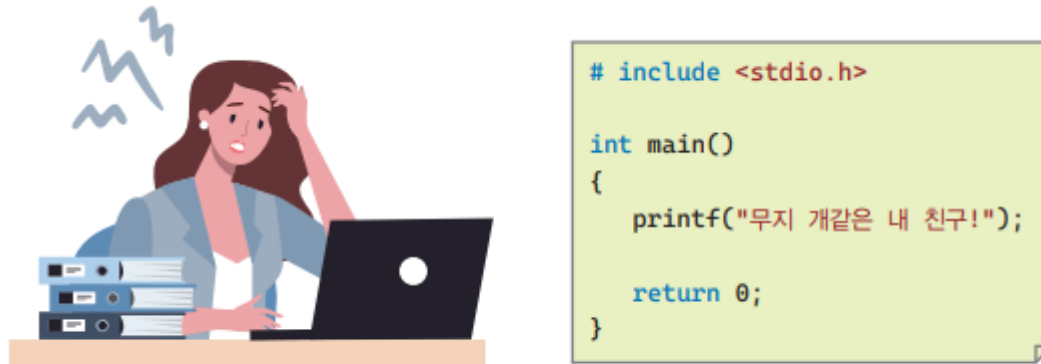 # include <stdio.h>
int main()
{
printf("무지 개같은 내 친구!");
return 0;
}